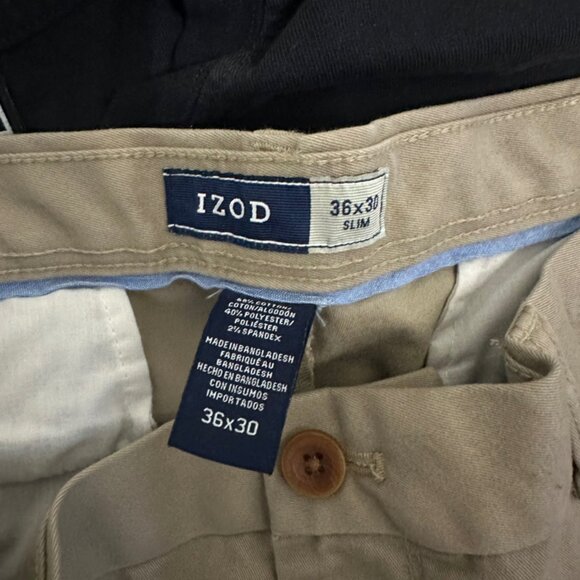 IZOD
36x30
SLIM
COTTON/
COTON/ALGODÓN
40% POLYESTER/
POLIÉSTER
2% SPANDEX
MADE IN BANGLADESH
FABRIQUÉ AU
BANGLADESH
HECHO EN BANGLADESH
CON INSUMOS
IMPORTADOS
36x30